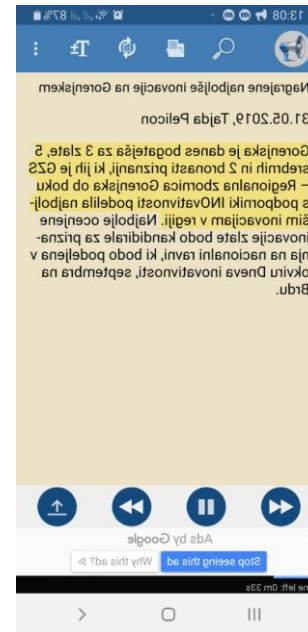 13:08 78%
Nagrajene najboljše inovacije na Gorenjskem
31.05.2019, Tajda Pelicon
Gorenjska je danes bogatejša za 3 zlate, 5
srebrnih in 2 bronasti priznanji, ki jih je GZS
– Regionalna zbornica Gorenjska ob boku
s podporniki INOvativnosti podelila najbolj-
šim inovacijam v regiji. Najbolje ocenjene
inovacije zlate bodo kandidirale za prizna-
nja na nacionalni ravni, ki bodo podeljena v
okviru Dneva inovativnosti, septembra na
Brdu.
Ads by Google
Stop seeing this ad Why this ad?
left: 0m 33s